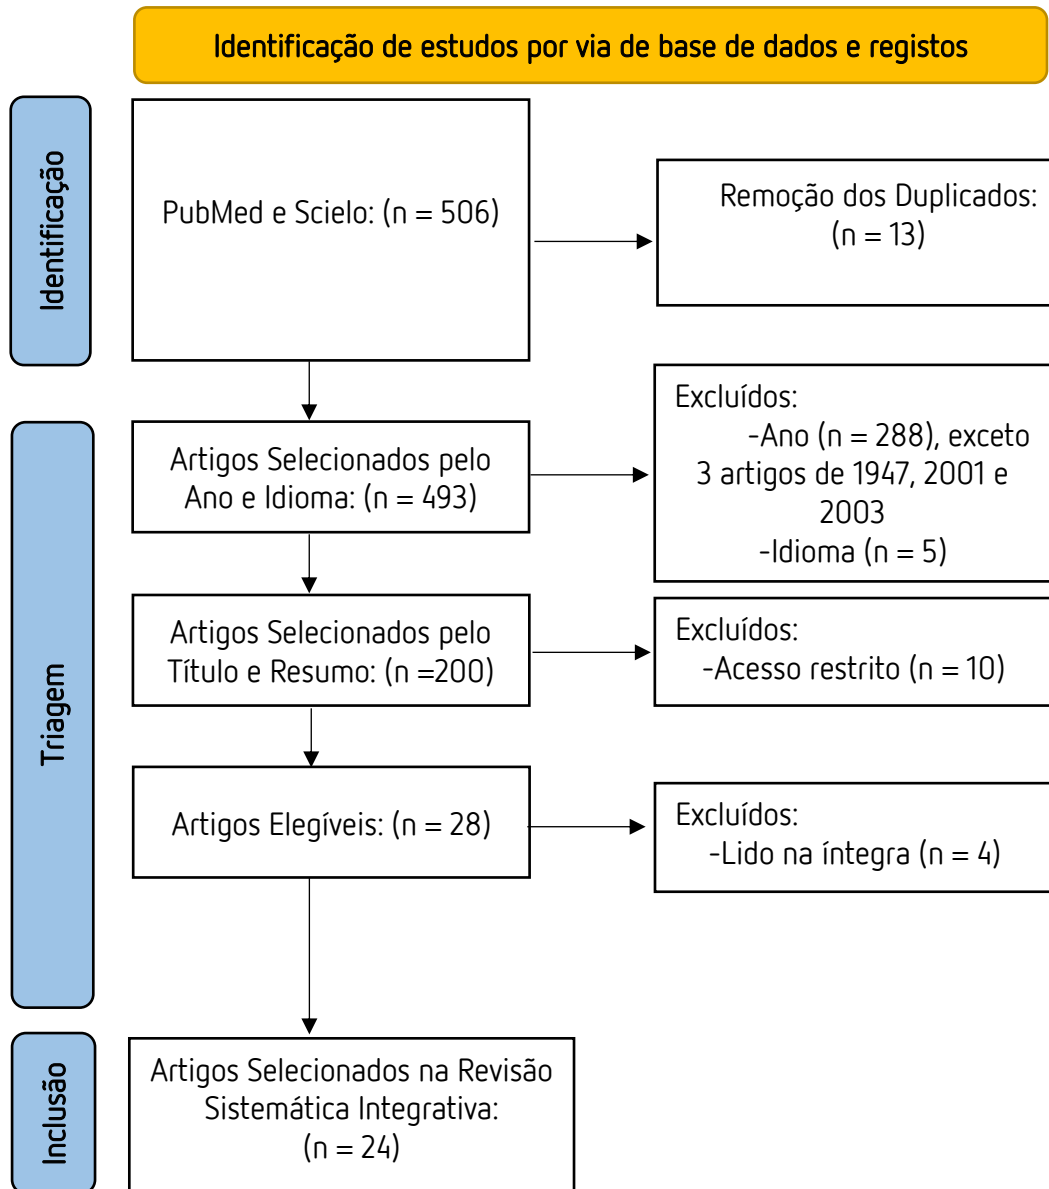 Identificação de estudos por via de base de dados e registos
Identificação
PubMed e Scielo: (n = 506)
Remoção dos Duplicados:
(n = 13)
Triagem
Artigos Selecionados pelo
Ano e Idioma: (n = 493)
Excluídos:
-Ano (n = 288), exceto
3 artigos de 1947, 2001 e
2003
-Idioma (n = 5)
Artigos Selecionados pelo
Título e Resumo: (n =200)
Excluídos:
-Acesso restrito (n = 10)
Artigos Elegíveis: (n = 28)
Excluídos:
-Lido na íntegra (n = 4)
Inclusão
Artigos Selecionados na Revisão
Sistemática Integrativa:
(n = 24)